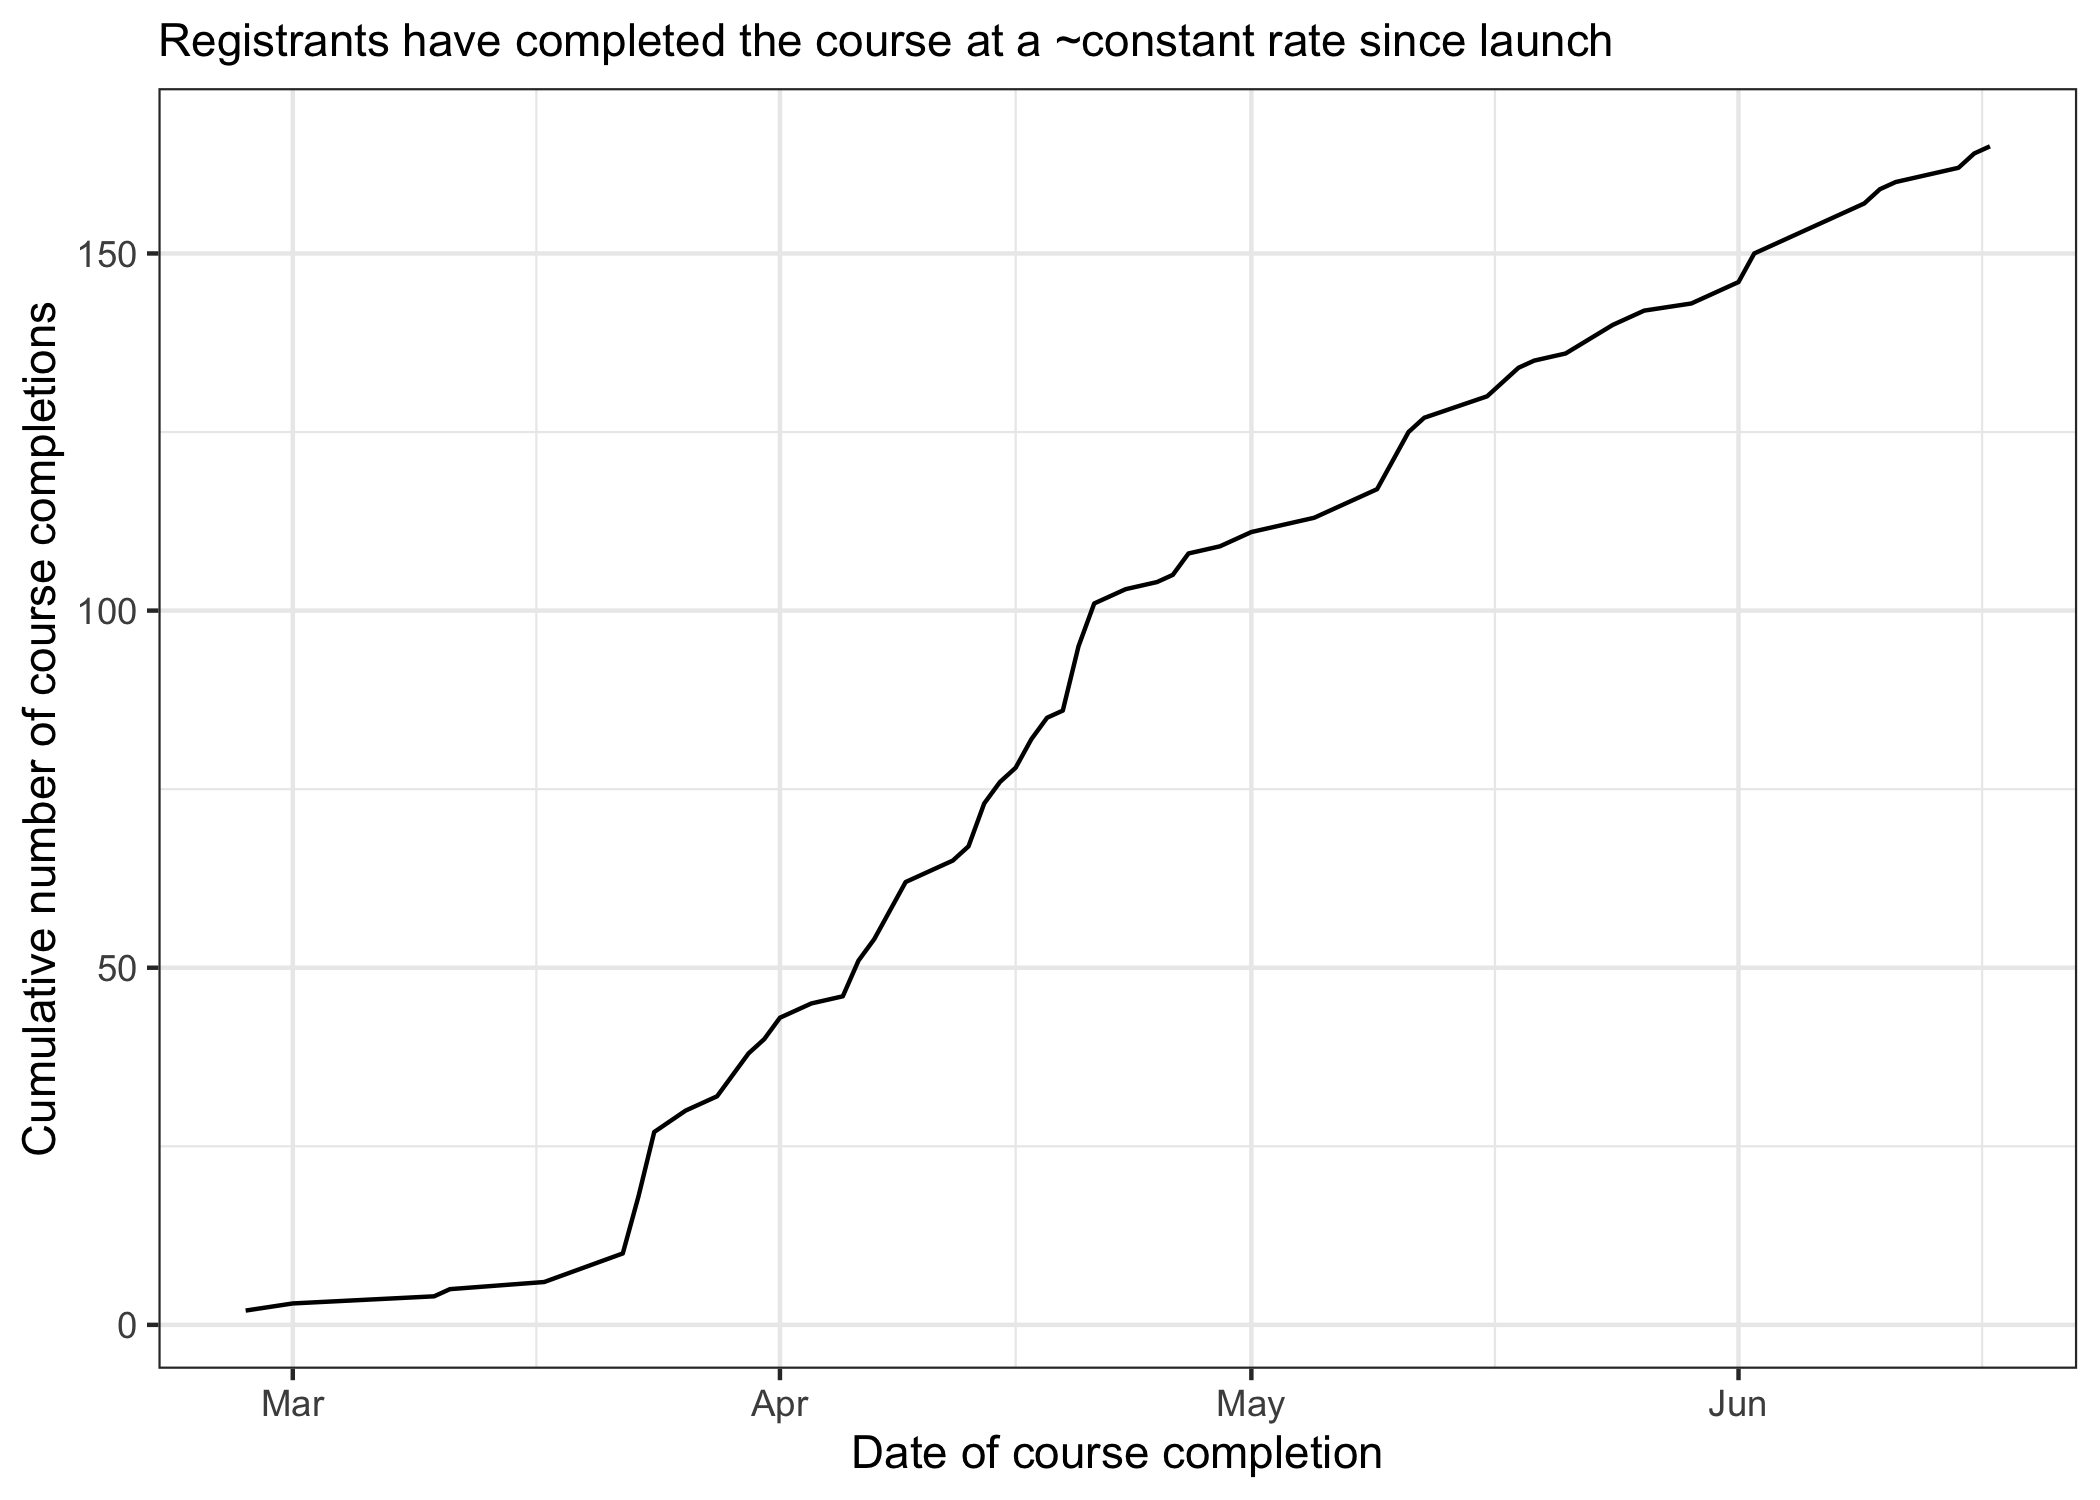 Registrants have completed the course at a ~constant rate since launch
Cumulative number of course completions
150
100
50
0
Mar
Apr
May
Jun
Date of course completion